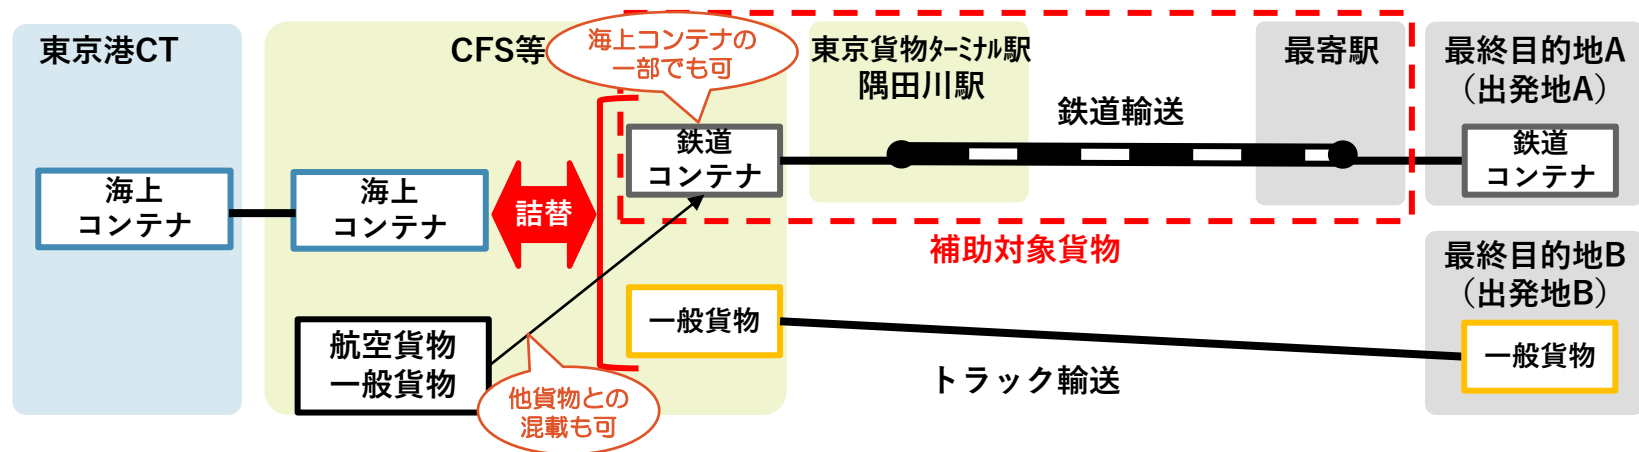 東京港CT
海上
コンテナ
CFS等
海上
コンテナ
詰替
航空貨物
一般貨物
他貨物との
混載も可
海上コンテナの
一部でも可
鉄道
コンテナ
一般貨物
東京貨物ターミナル駅
隅田川駅
鉄道輸送
最寄駅
補助対象貨物
トラック輸送
最終目的地A
（出発地A）
鉄道
コンテナ
最終目的地B
（出発地B）
一般貨物